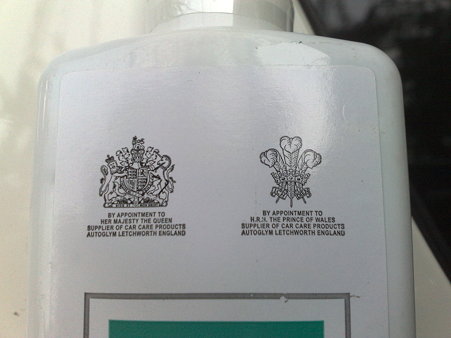 BY APPOINTMENT TO
HER MAJESTY THE QUEEN
SUPPLIER OF CAR CARE PRODUCTS
AUTOGLYM LETCHWORTH ENGLAND
BY APPOINTMENT TO
H.R.H. THE PRINCE OF WALES
SUPPLIER OF CAR CARE PRODUCTS
AUTOGLYM LETCHWORTH ENGLAND